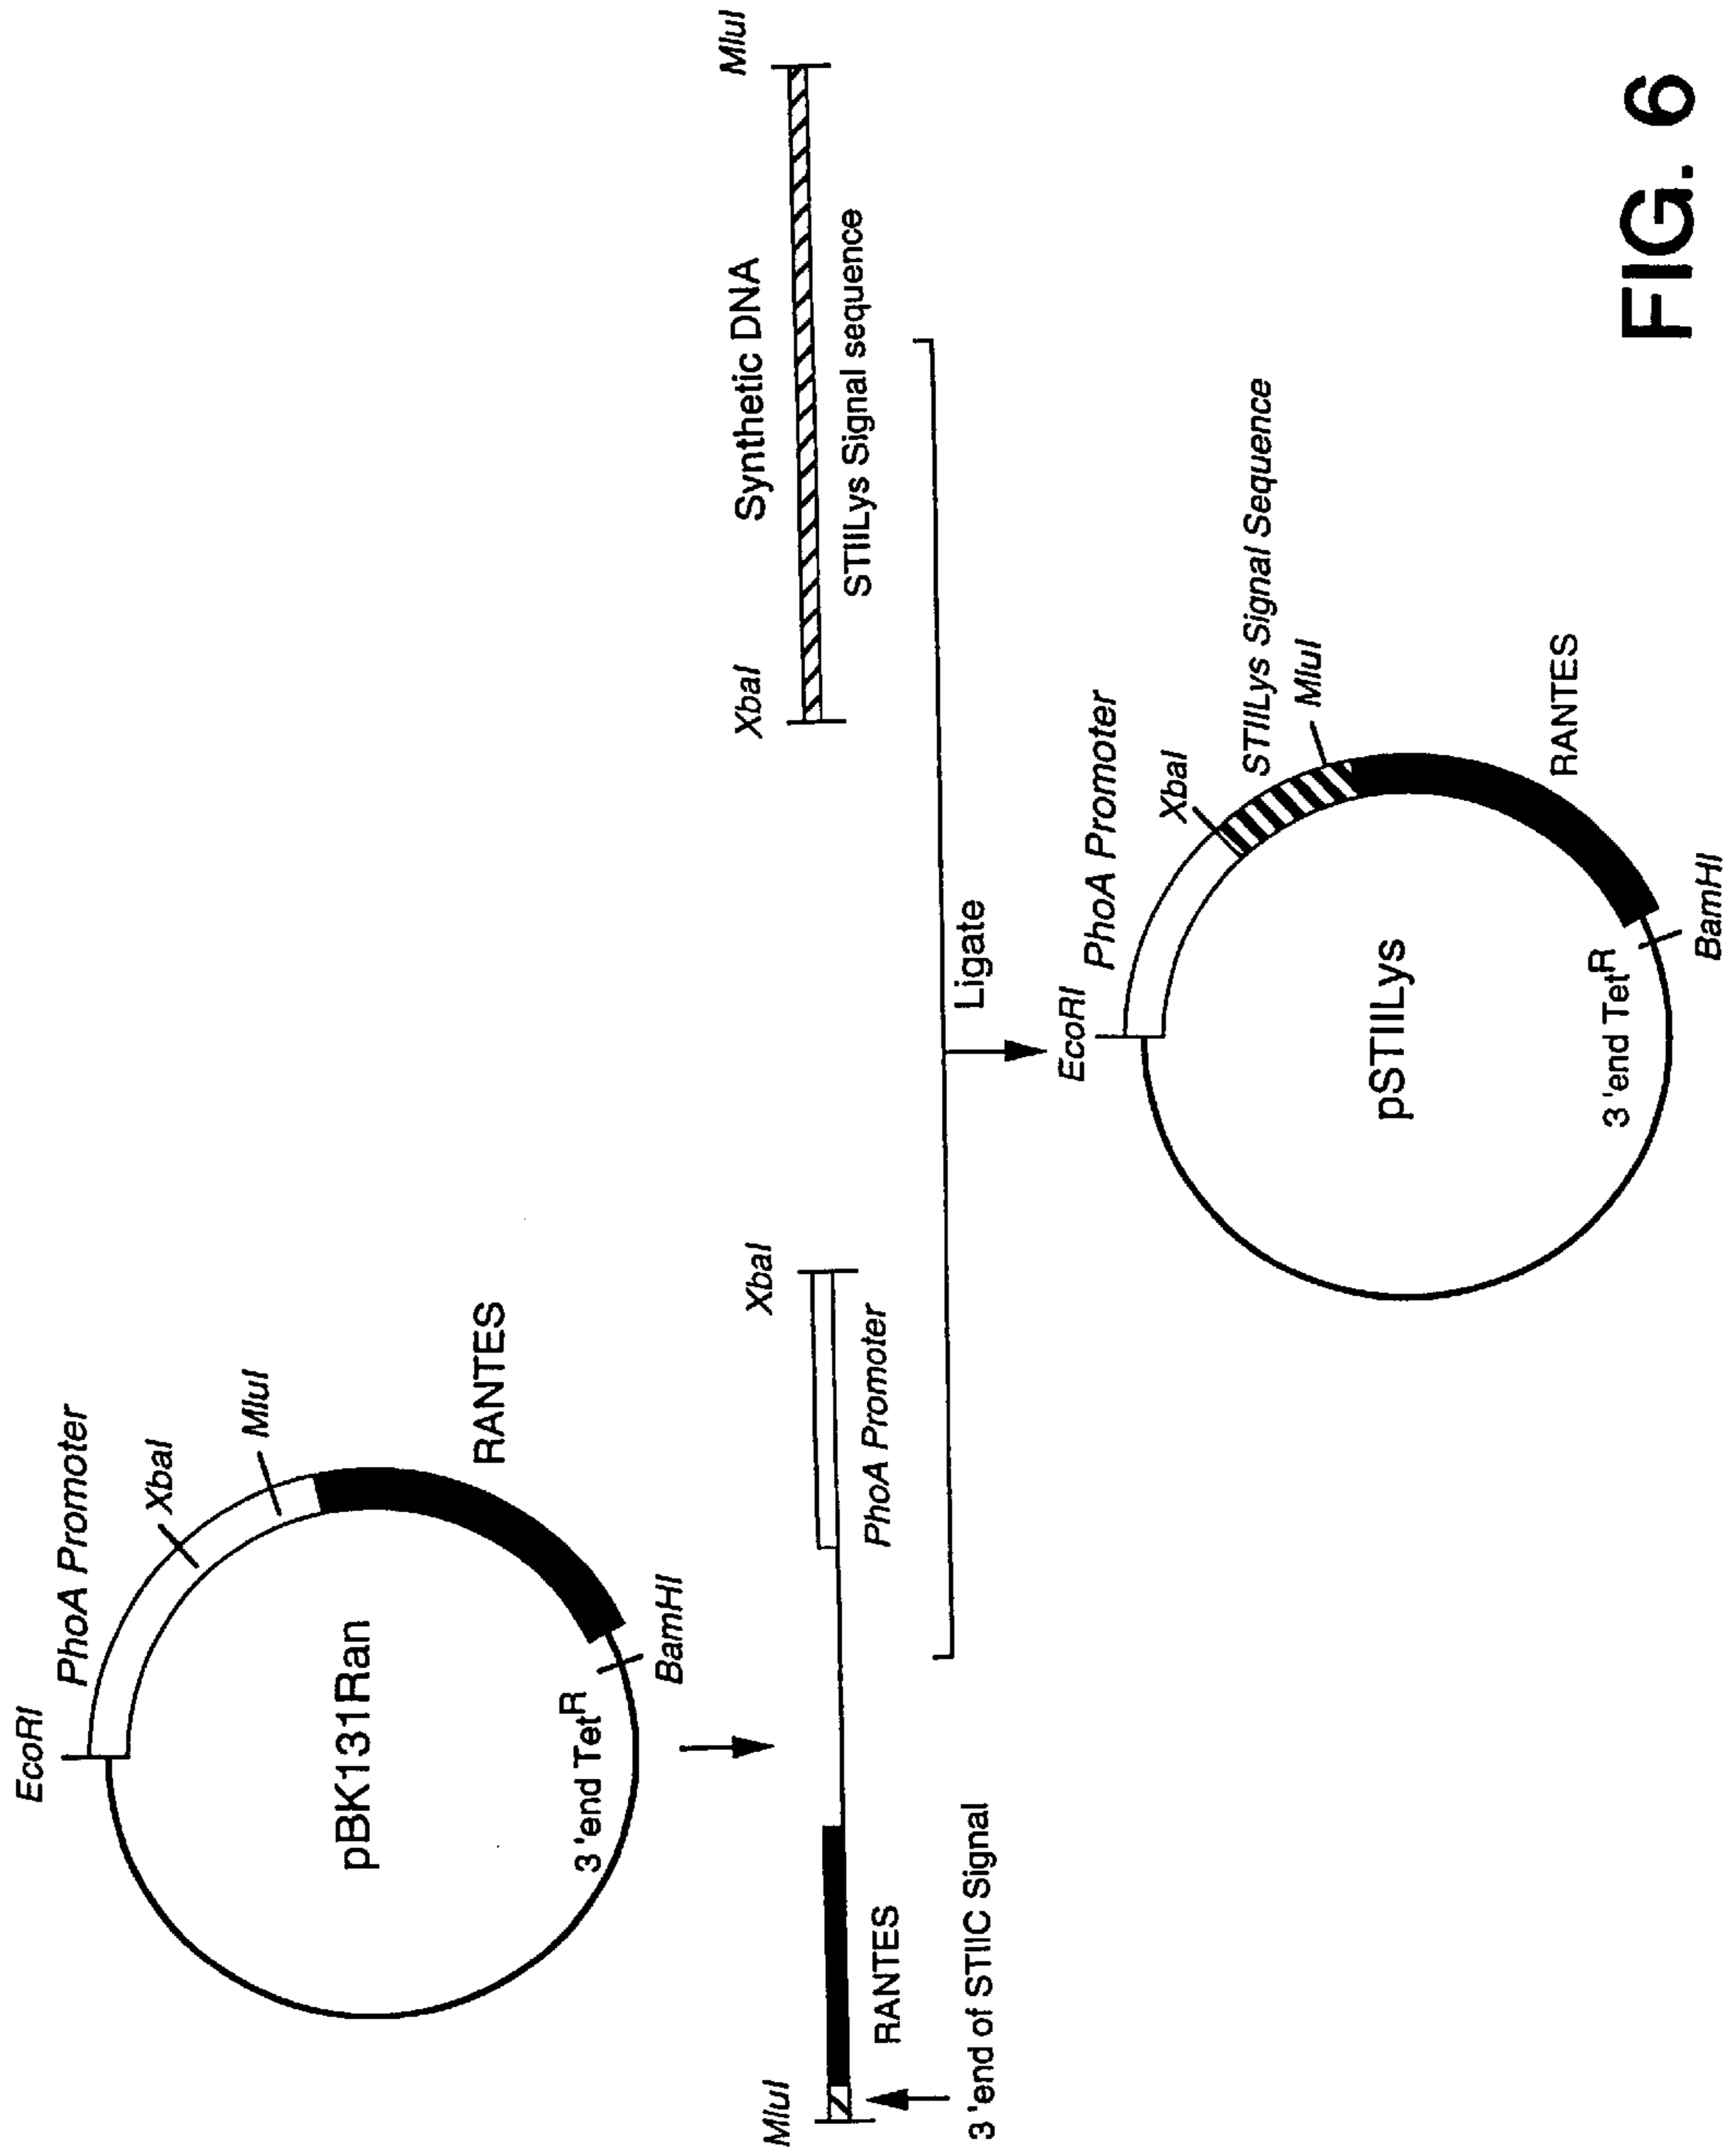 EcoRI
PhoA Promoter
XbaI
MluI
pBK131Ran
RANTES
3 'end Tet^R
BamHI
MluI
RANTES
3 'end of STIIC Signal
XbaI
PhoA Promoter
XbaI
Synthetic DNA
MluI
STIILys Signal sequence
Ligate
EcoRI
PhoA Promoter
XbaI
STIILys Signal Sequence
MluI
pSTIILys
RANTES
3 'end Tet^R
BamHI
FIG. 6